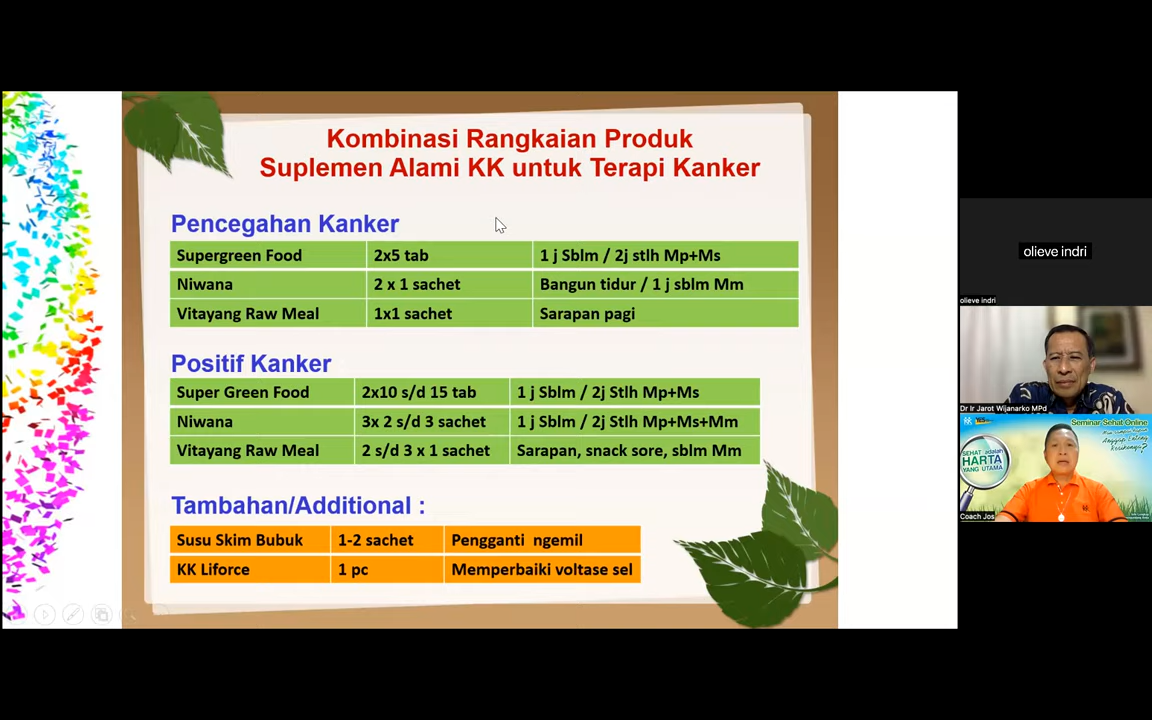 Kombinasi Rangkaian Produk
Suplemen Alami KK untuk Terapi Kanker
Pencegahan Kanker
Supergreen Food 2x5 tab 1 j Sblm / 2j stlh Mp+Ms
Niwana 2 x 1 sachet Bangun tidur / 1 j sblm Mm
Vitayang Raw Meal 1x1 sachet Sarapan pagi
Positif Kanker
Super Green Food 2x10 s/d 15 tab 1 j Sblm / 2j Stlh Mp+Ms
Niwana 3x 2 s/d 3 sachet 1 j Sblm / 2j Stlh Mp+Ms+Mm
Vitayang Raw Meal 2 s/d 3 x 1 sachet Sarapan, snack sore, sblm Mm
Tambahan/Additional :
Susu Skim Bubuk 1-2 sachet Pengganti ngemil
KK Liforce 1 pc Memperbaiki voltase sel
olieve indri
olieve indri
Dr Ir Jarot Wijanarko MPd
Seminar Sehat Online
SEHAT adalah
HARTA
YANG UTAMA
Coach Jos